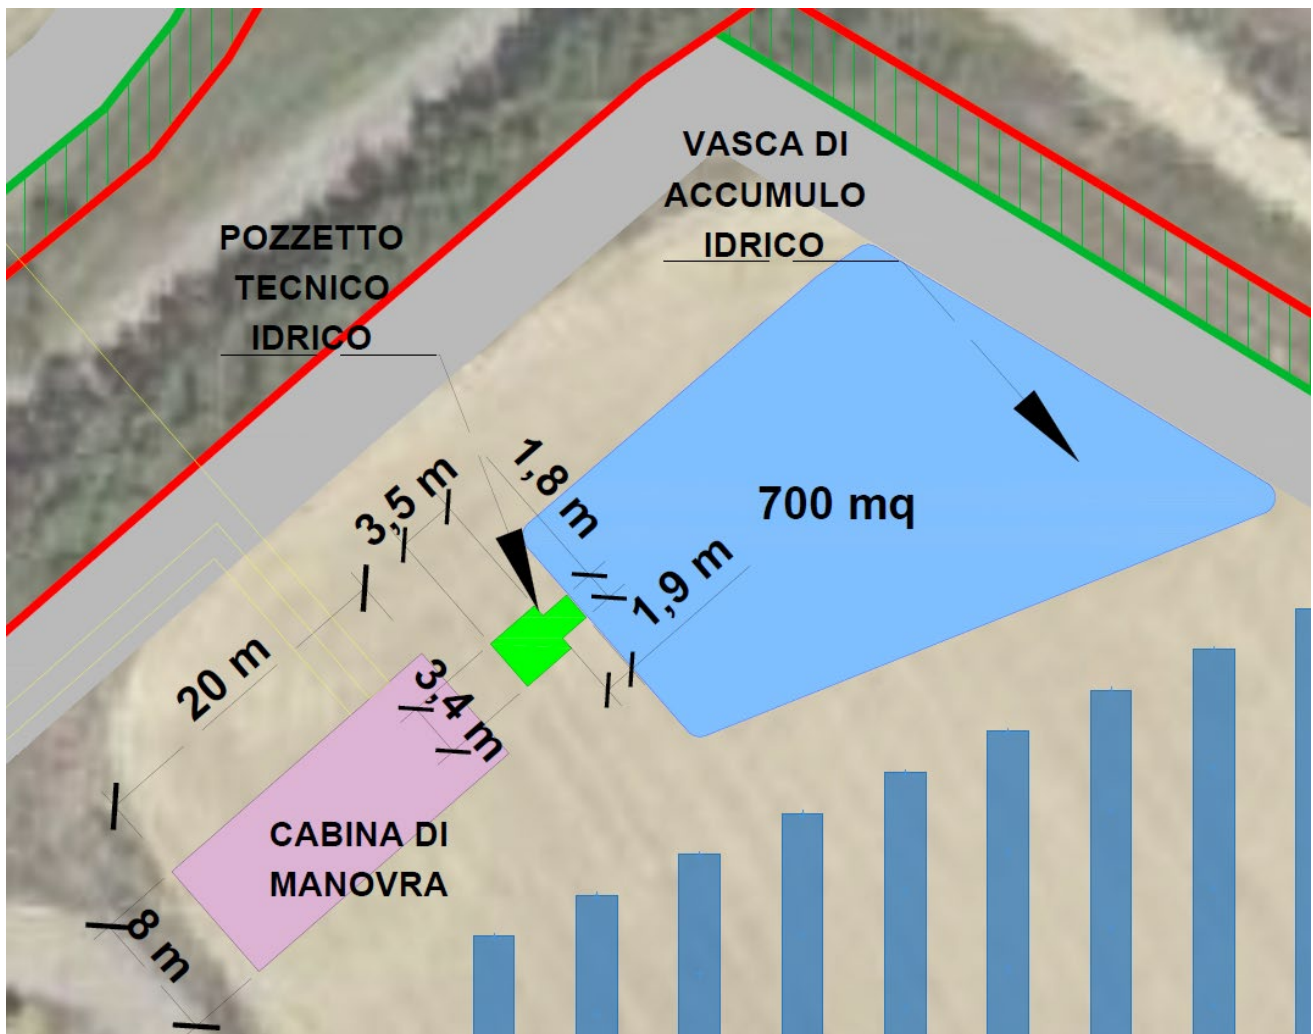 VASCA DI
ACCUMULO
IDRICO
POZZETTO
TECNICO
IDRICO
1,8 m
3,5 m
700 mq
1,9 m
20 m
3,4 m
CABINA DI
MANOVRA
8 m